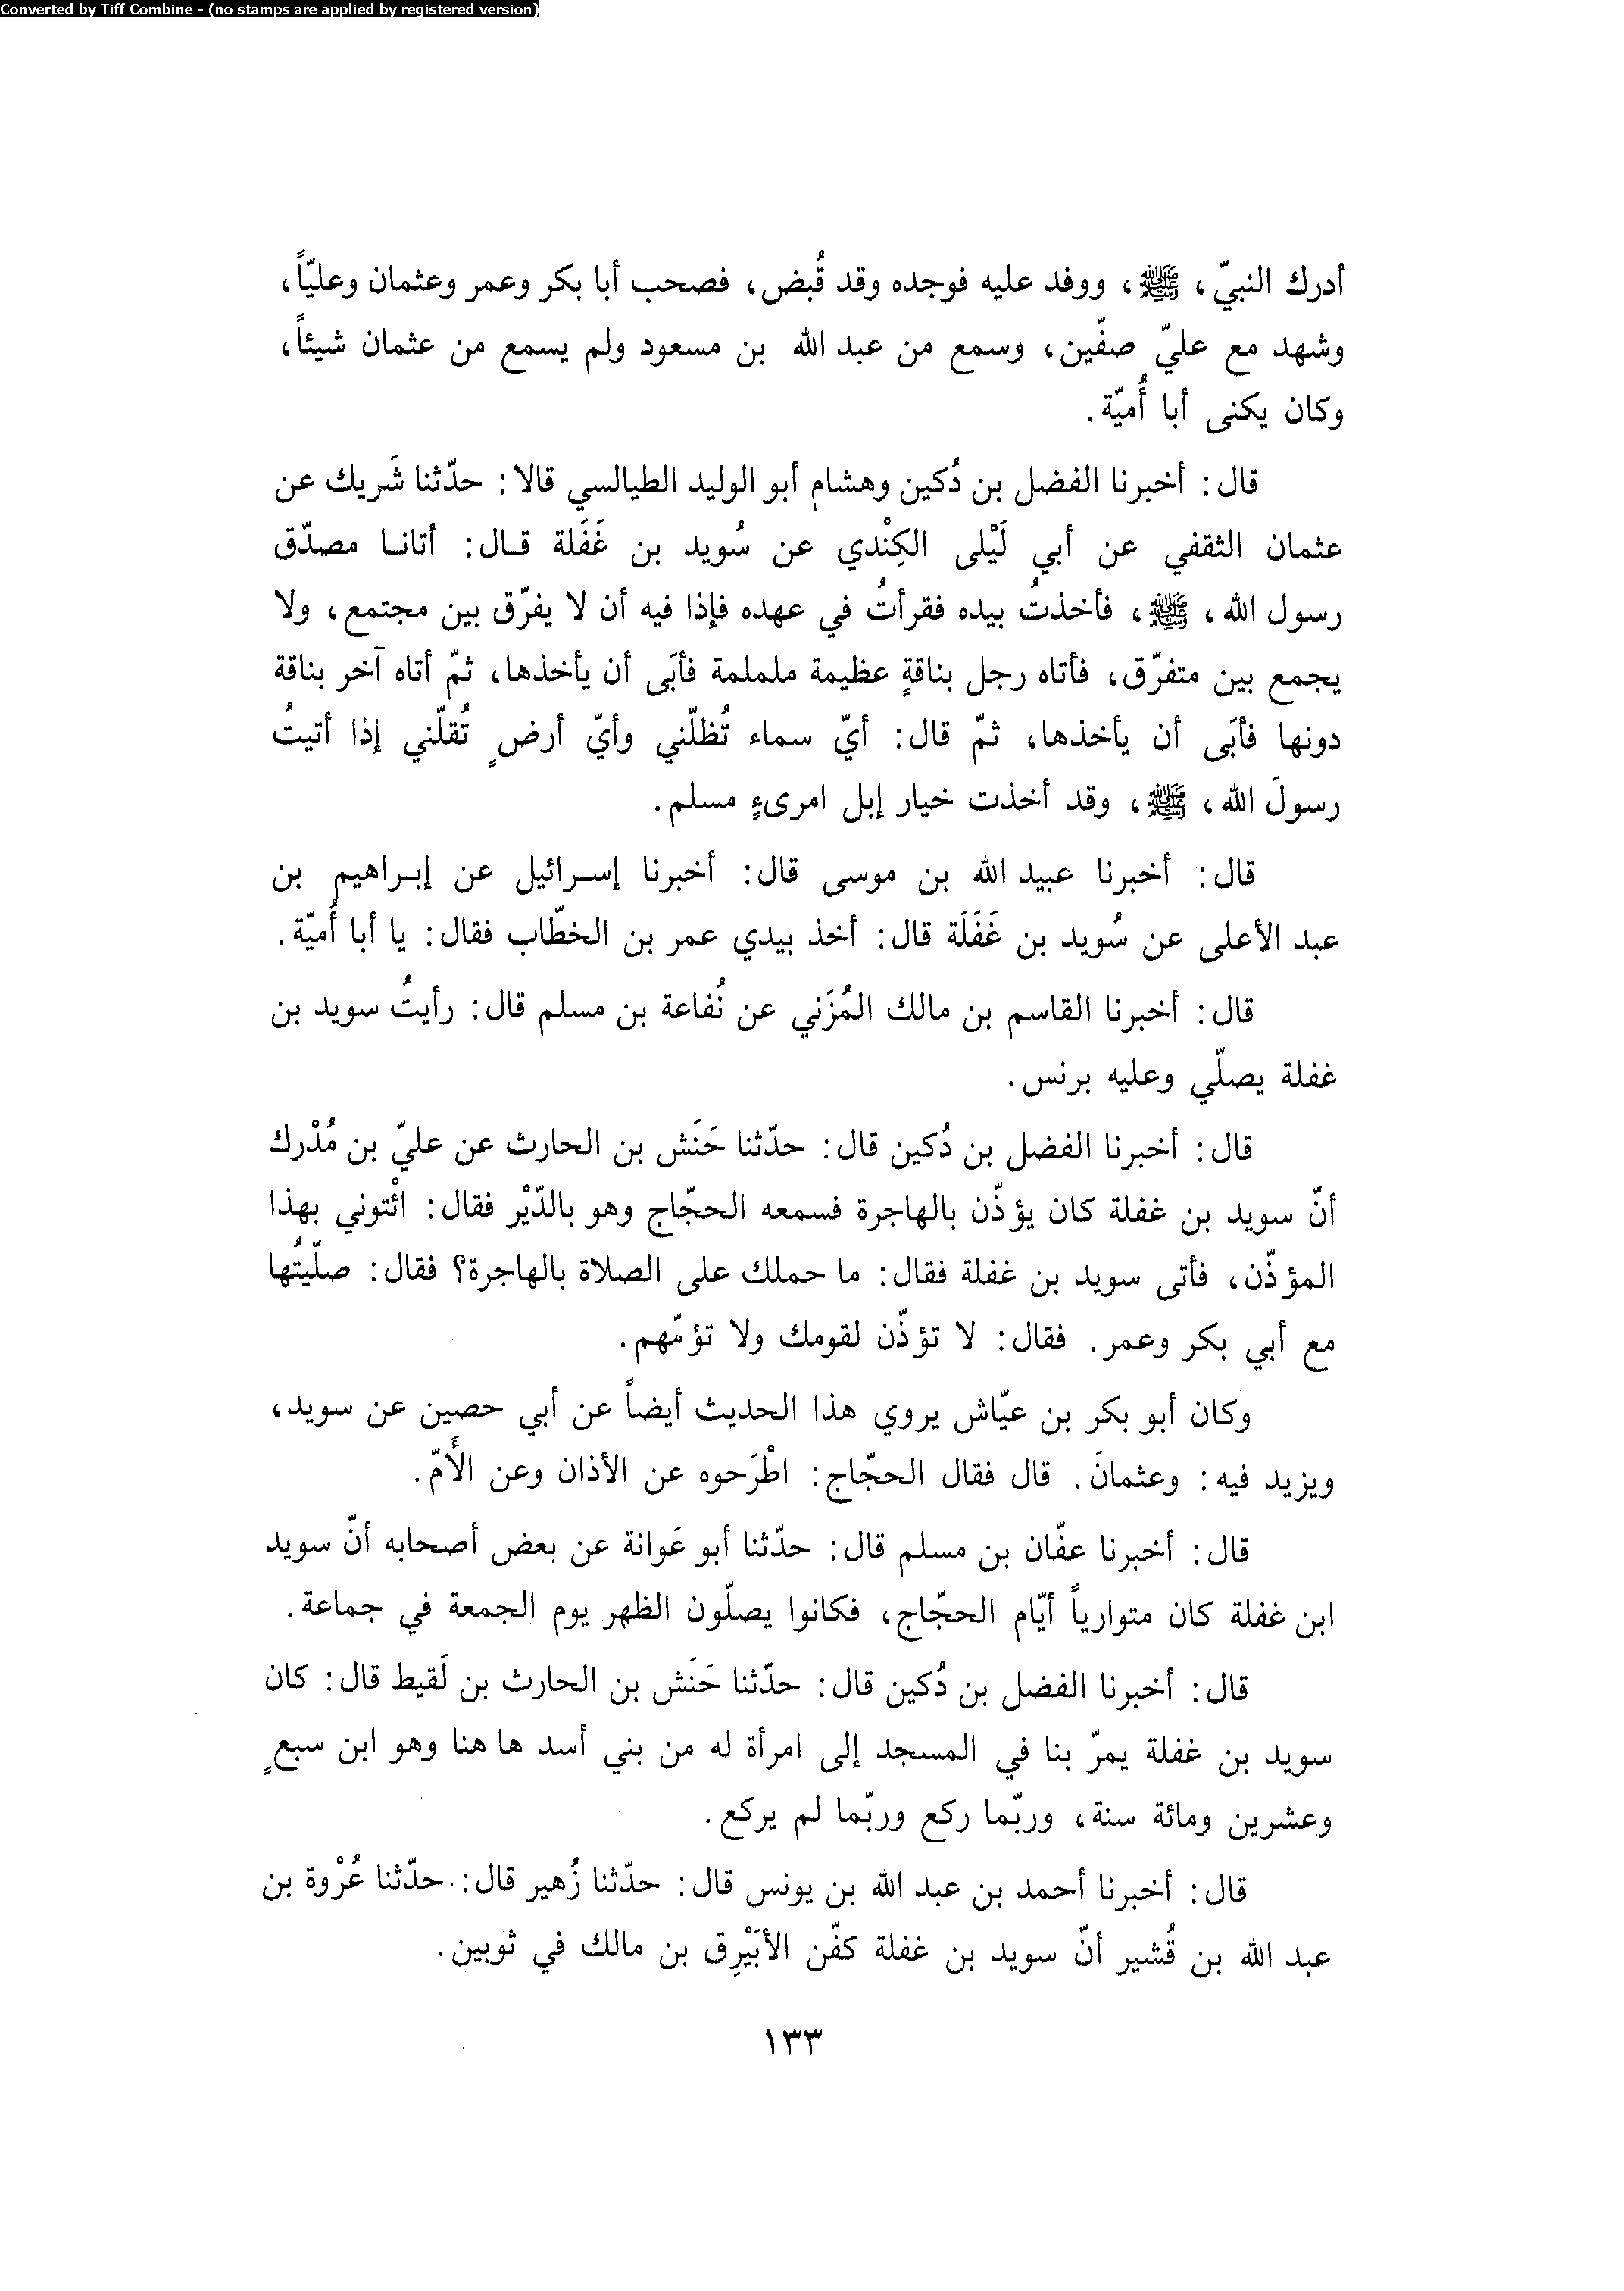 Converted by Tiff Combine - (no stamps are applied by registered version)
أدرك النبيّ، ﷺ، ووفد عليه فوجده وقد قُبض، فصحب أبا بكر وعمر وعثمان وعليّاً،
وشهد مع عليّ صفّين، وسمع من عبد الله بن مسعود ولم يسمع من عثمان شيئاً،
وكان يكنى أبا أُميّة.
قال: أخبرنا الفضل بن دُكين وهشام أبو الوليد الطيالسي قالا: حدّثنا شَريك عن
عثمان الثقفي عن أبي لَيْلى الكِنْدي عن سُويد بن غَفَلة قال: أتانا مصدّق
رسول الله، ﷺ، فأخذتُ بيده فقرأتُ في عهده فإذا فيه أن لا يفرّق بين مجتمع، ولا
يجمع بين متفرّق، فأتاه رجل بناقةٍ عظيمة ململمة فأبَى أن يأخذها، ثمّ أتاه آخر بناقة
دونها فأبَى أن يأخذها، ثمّ قال: أيّ سماء تُظلّني وأيّ أرضٍ تُقلّني إذا أتيتُ
رسولَ الله، ﷺ، وقد أخذت خيار إبل امرىءٍ مسلم.
قال: أخبرنا عبيد الله بن موسى قال: أخبرنا إسرائيل عن إبراهيم بن
عبد الأعلى عن سُويد بن غَفَلَة قال: أخذ بيدي عمر بن الخطّاب فقال: يا أبا أُميّة.
قال: أخبرنا القاسم بن مالك المُزَني عن نُفاعة بن مسلم قال: رأيتُ سويد بن
غفلة يصلّي وعليه برنس.
قال: أخبرنا الفضل بن دُكين قال: حدّثنا حَنَش بن الحارث عن عليّ بن مُدْرك
أنّ سويد بن غفلة كان يؤذّن بالهاجرة فسمعه الحجّاج وهو بالدّيْر فقال: ائْتوني بهذا
المؤذّن، فأتى سويد بن غفلة فقال: ما حملك على الصلاة بالهاجرة؟ فقال: صلّيتُها
مع أبي بكر وعمر. فقال: لا تؤذّن لقومك ولا تؤمّهم.
وكان أبو بكر بن عيّاش يروي هذا الحديث أيضاً عن أبي حصين عن سويد،
ويزيد فيه: وعثمانَ. قال فقال الحجّاج: اطْرَحوه عن الأذان وعن الأَمّ.
قال: أخبرنا عفّان بن مسلم قال: حدّثنا أبو عَوانة عن بعض أصحابه أنّ سويد
ابن غفلة كان متوارياً أيّام الحجّاج، فكانوا يصلّون الظهر يوم الجمعة في جماعة.
قال: أخبرنا الفضل بن دُكين قال: حدّثنا حَنَش بن الحارث بن لَقيط قال: كان
سويد بن غفلة يمرّ بنا في المسجد إلى امرأة له من بني أسد ها هنا وهو ابن سبعٍ
وعشرين ومائة سنة، وربّما ركع وربّما لم يركع.
قال: أخبرنا أحمد بن عبد الله بن يونس قال: حدّثنا زُهير قال: حدّثنا عُرْوة بن
عبد الله بن قُشير أنّ سويد بن غفلة كفّن الأبَيْرِق بن مالك في ثوبين.
١٣٣